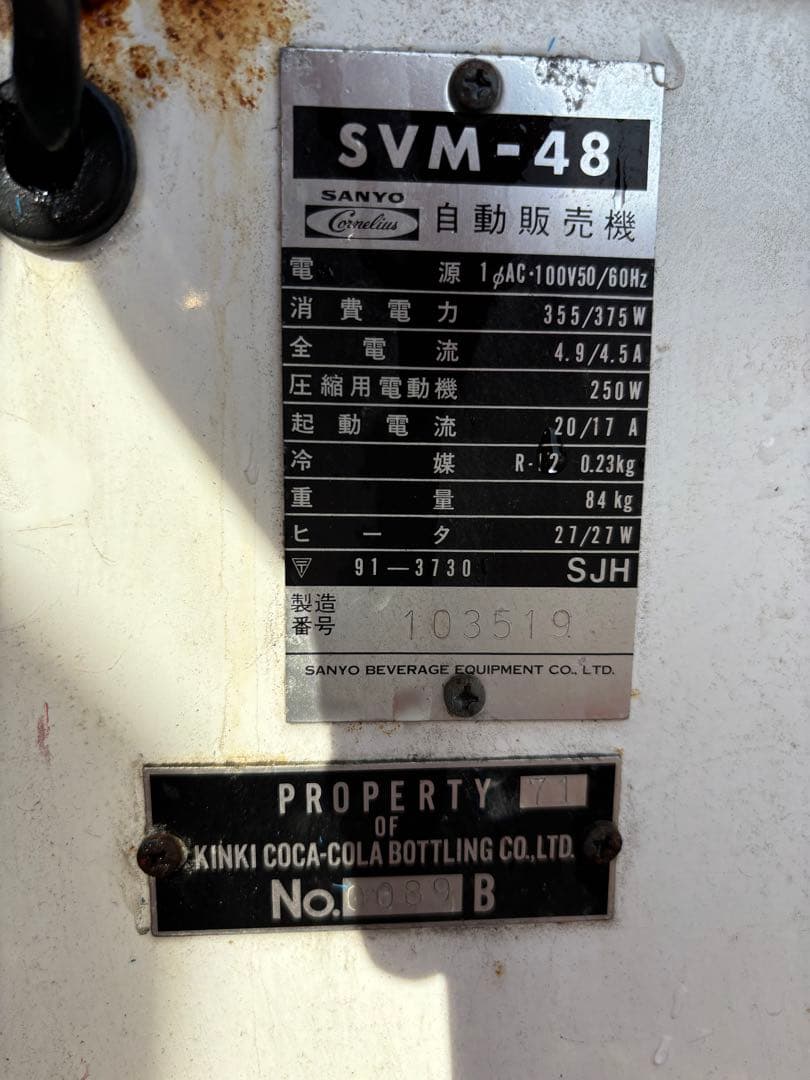 SVM-48
SANYO
Cornelius 自動販売機
電源 1φAC·100V50/60Hz
消費電力 355/375W
全電流 4.9/4.5A
圧縮用電動機 250W
起動電流 20/17 A
冷媒 R-12 0.23kg
重量 84kg
ヒータ 27/27W
91-3730 SJH
製造番号 103519
SANYO BEVERAGE EQUIPMENT CO., LTD.
PROPERTY 71
OF
KINKI COCA-COLA BOTTLING CO.,LTD.
No. 0089 B